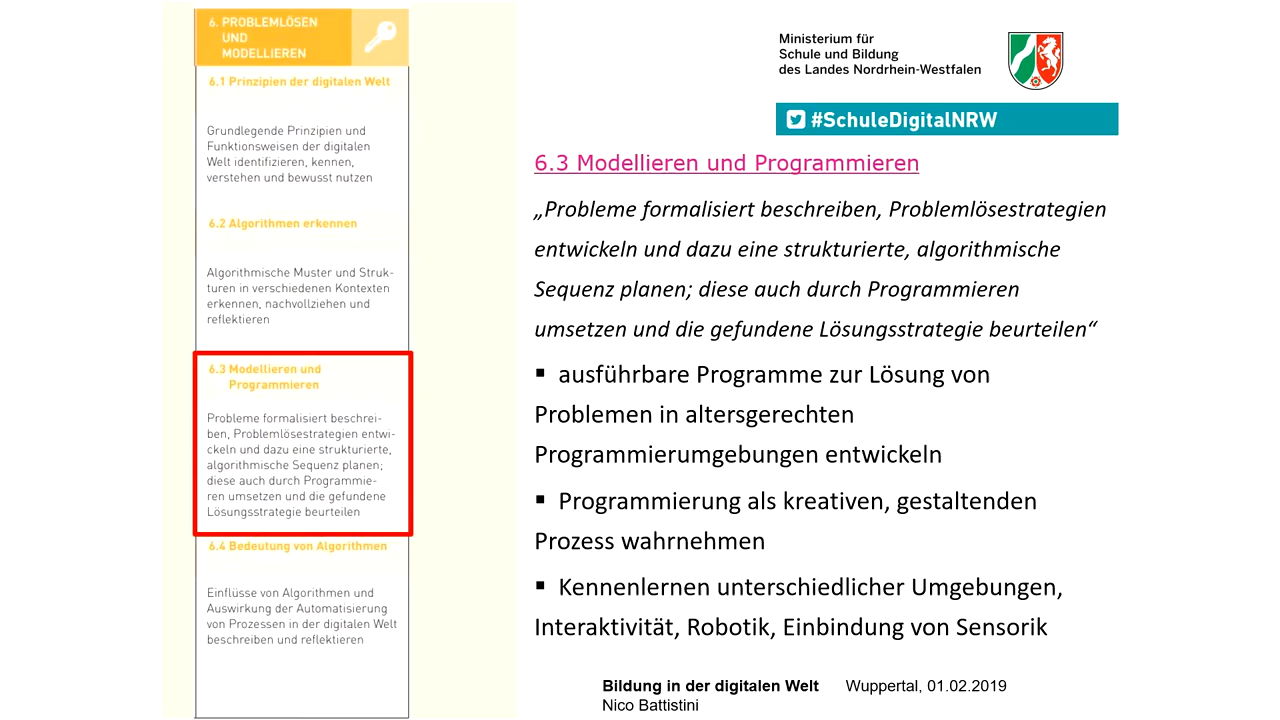 6. PROBLEMLÖSEN
UND
MODELLIEREN
6.1 Prinzipien der digitalen Welt
Grundlegende Prinzipien und
Funktionsweisen der digitalen
Welt identifizieren, kennen,
verstehen und bewusst nutzen
6.2 Algorithmen erkennen
Algorithmische Muster und Struk-
turen in verschiedenen Kontexten
erkennen, nachvollziehen und
reflektieren
6.3 Modellieren und
Programmieren
Probleme formalisiert beschrei-
ben, Problemlösestrategien entwi-
ckeln und dazu eine strukturierte,
algorithmische Sequenz planen;
diese auch durch Programmie-
ren umsetzen und die gefundene
Lösungsstrategie beurteilen
6.4 Bedeutung von Algorithmen
Einflüsse von Algorithmen und
Auswirkung der Automatisierung
von Prozessen in der digitalen Welt
beschreiben und reflektieren
Ministerium für
Schule und Bildung
des Landes Nordrhein-Westfalen
#SchuleDigitalNRW
6.3 Modellieren und Programmieren
„Probleme formalisiert beschreiben, Problemlösestrategien
entwickeln und dazu eine strukturierte, algorithmische
Sequenz planen; diese auch durch Programmieren
umsetzen und die gefundene Lösungsstrategie beurteilen“
▪ ausführbare Programme zur Lösung von
Problemen in altersgerechten
Programmierumgebungen entwickeln
▪ Programmierung als kreativen, gestaltenden
Prozess wahrnehmen
▪ Kennenlernen unterschiedlicher Umgebungen,
Interaktivität, Robotik, Einbindung von Sensorik
Bildung in der digitalen Welt Wuppertal, 01.02.2019
Nico Battistini